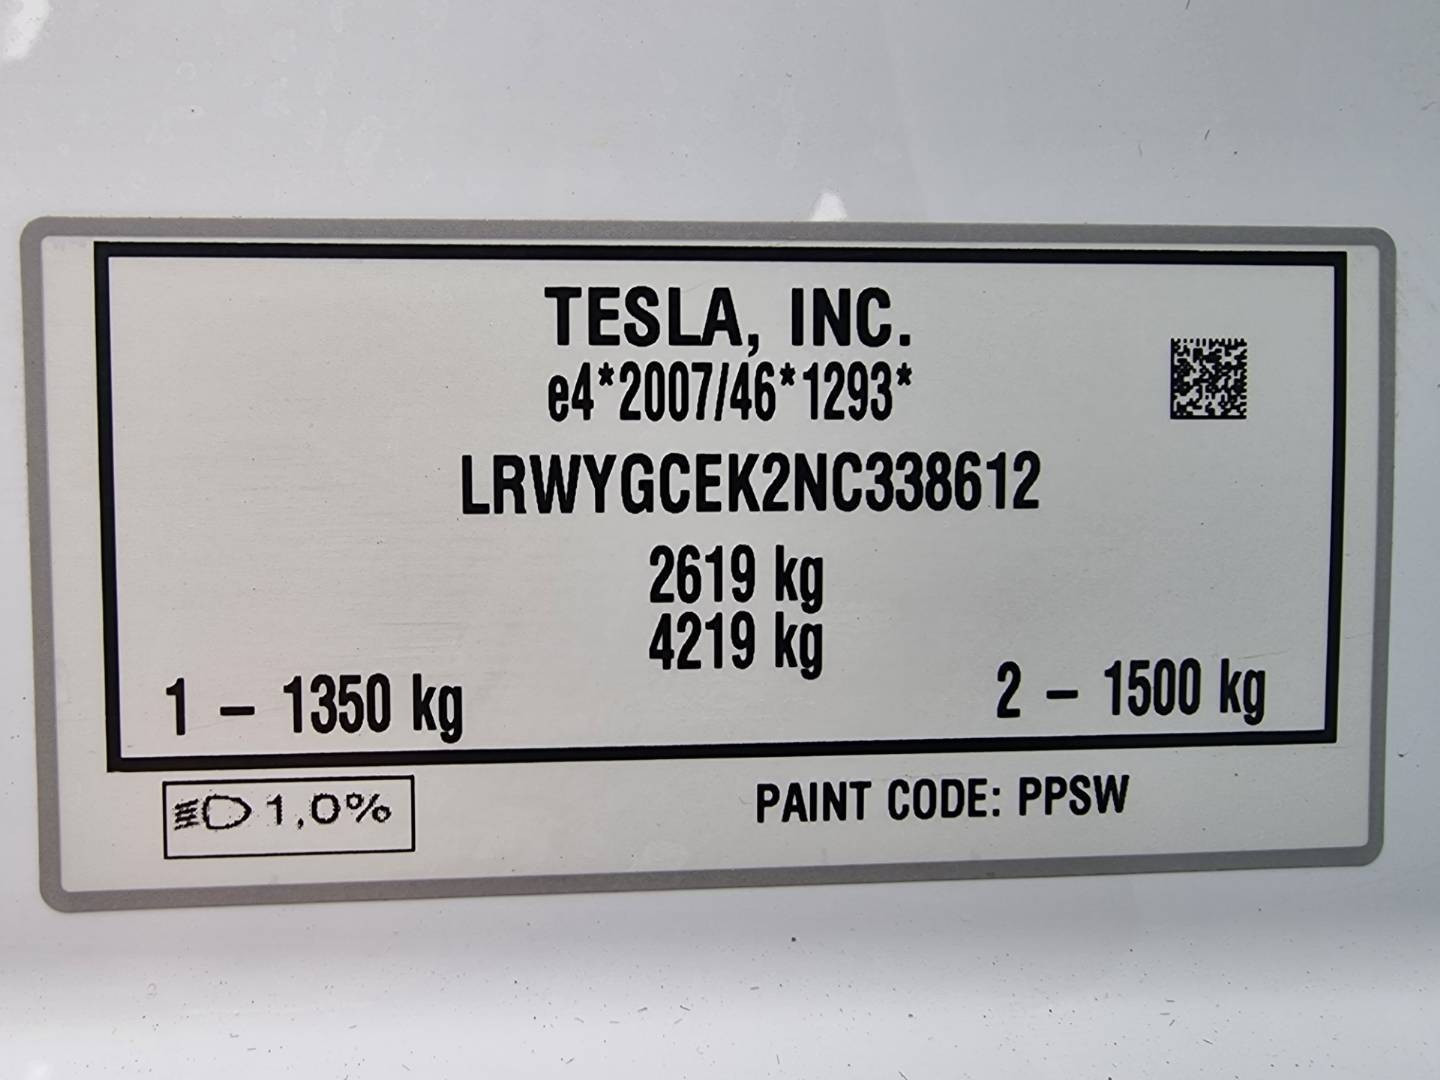 TESLA, INC.
e4*2007/46*1293*
LRWYGCEK2NC338612
2619 kg
4219 kg
1 – 1350 kg
2 – 1500 kg
1,0%
PAINT CODE: PPSW